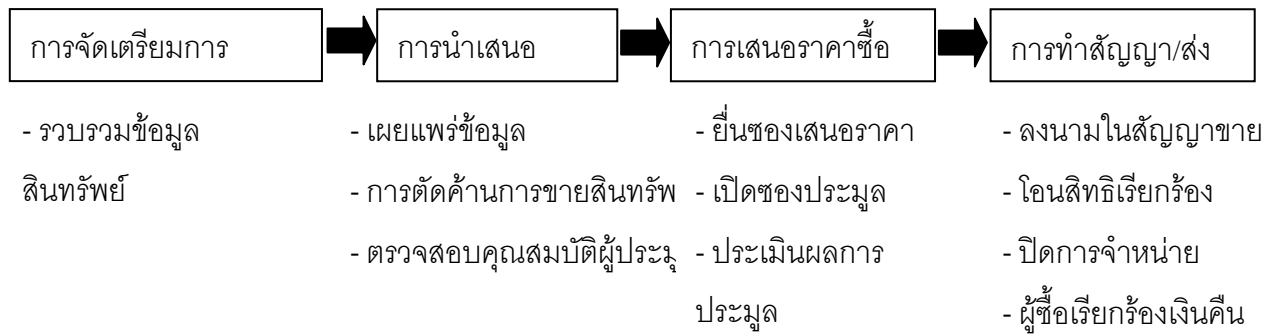 การจัดเตรียมการ
การนำเสนอ
การเสนอราคาซื้อ
การทำสัญญา/ส่ง
- รวบรวมข้อมูล
สินทรัพย์
- เผยแพร่ข้อมูล
- การตัดค้านการขายสินทรัพ
- ตรวจสอบคุณสมบัติผู้ประมุ
- ยื่นซองเสนอราคา
- เปิดซองประมูล
- ประเมินผลการ
ประมูล
- ลงนามในสัญญาขาย
- โอนสิทธิเรียกร้อง
- ปิดการจำหน่าย
- ผู้ซื้อเรียกร้องเงินคืน